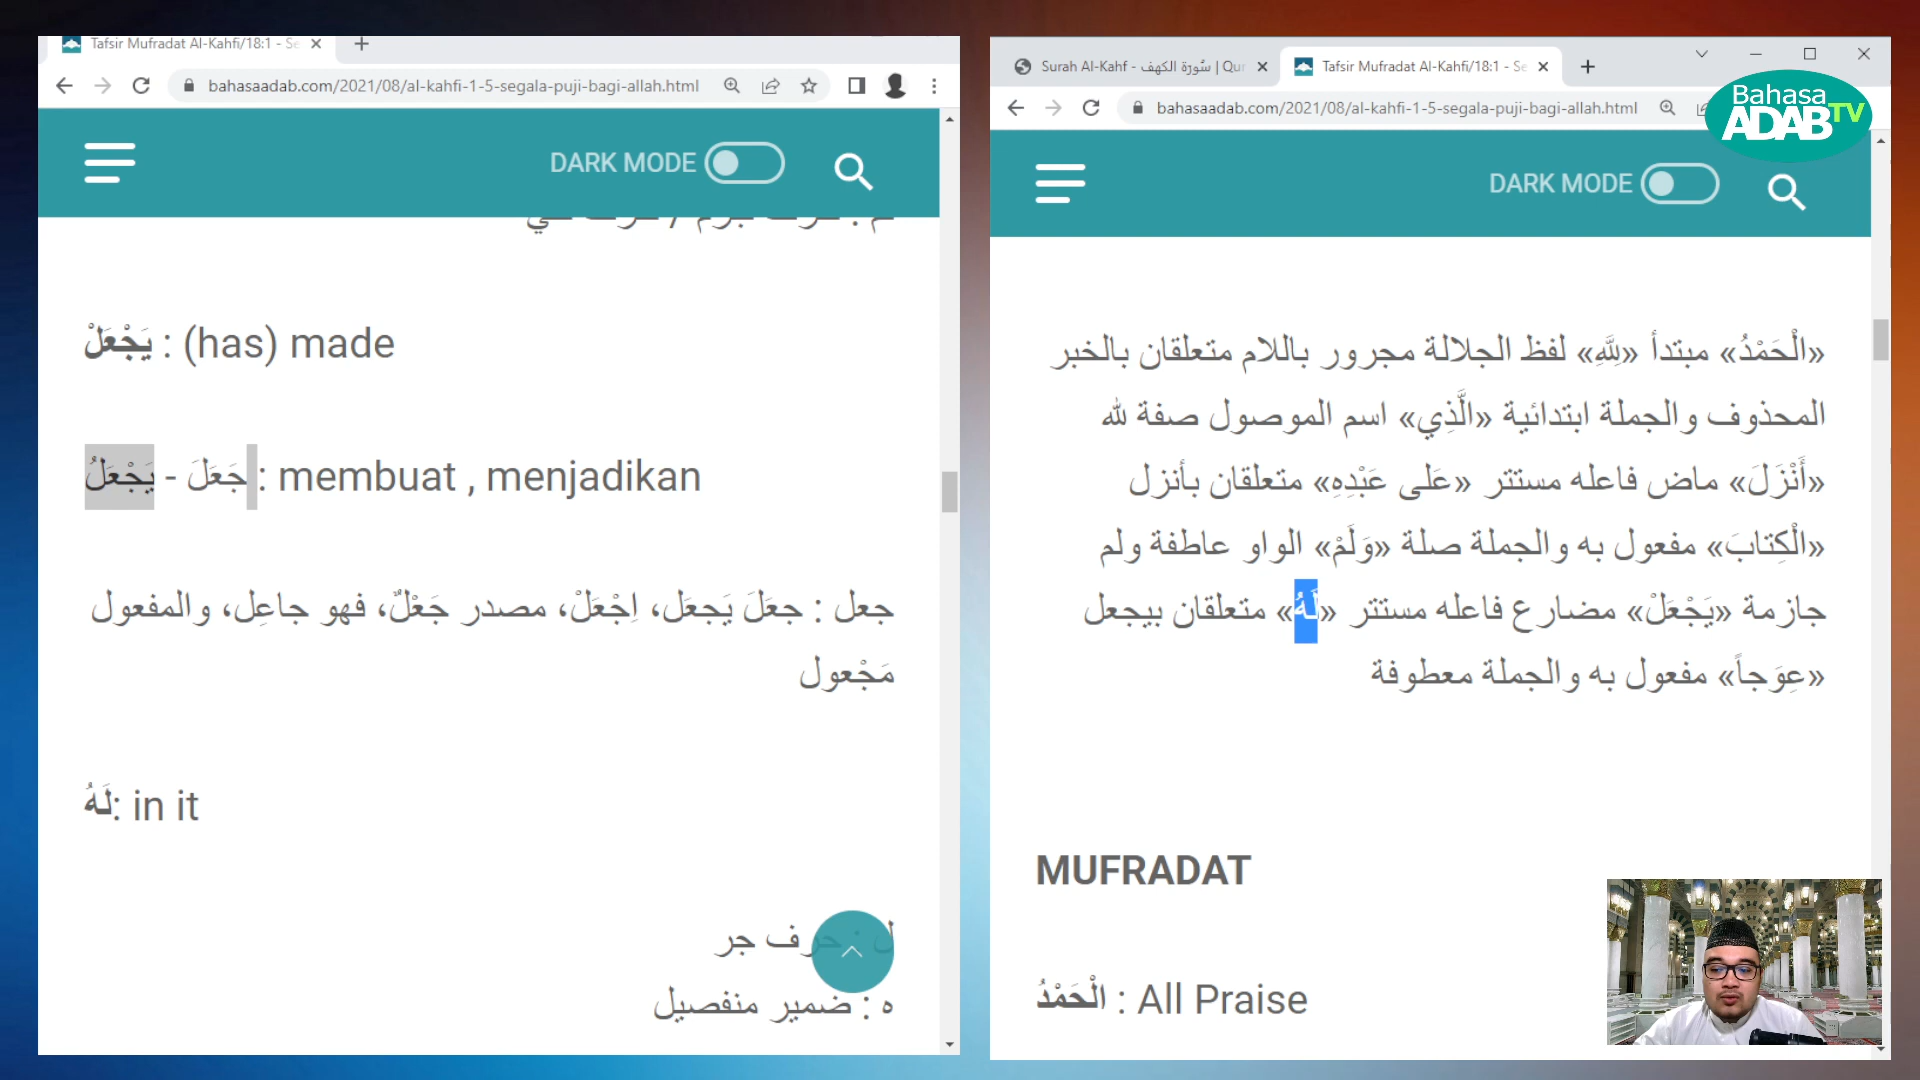 Tafsir Mufradat Al-Kahfi/18:1 - Se
bahasaadab.com/2021/08/al-kahfi-1-5-segala-puji-bagi-allah.html
DARK MODE
يَجْعَلْ : (has) made
جَعَلَ - يَجْعَلُ : membuat , menjadikan
جعل : جعَلَ يَجعَل، اِجْعَلْ، مصدر جَعْلٌ، فهو جاعِل، والمفعول
مَجْعول
لَهُ: in it
ل : حرف جر
ه : ضمير منفصيل
Surah Al-Kahf - سُورَة الكهف | Qur
Tafsir Mufradat Al-Kahfi/18:1 - Se
bahasaadab.com/2021/08/al-kahfi-1-5-segala-puji-bagi-allah.html
Bahasa
ADAB TV
DARK MODE
«الْحَمْدُ» مبتدأ «لِلَّهِ» لفظ الجلالة مجرور باللام متعلقان بالخبر
المحذوف والجملة ابتدائية «الَّذِي» اسم الموصول صفة لله
«أَنْزَلَ» ماض فاعله مستتر «عَلى عَبْدِهِ» متعلقان بأنزل
«الْكِتابَ» مفعول به والجملة صلة «وَلَمْ» الواو عاطفة ولم
جازمة «يَجْعَلْ» مضارع فاعله مستتر «لَهُ» متعلقان بيجعل
«عِوَجاً» مفعول به والجملة معطوفة
MUFRADAT
الْحَمْدُ : All Praise